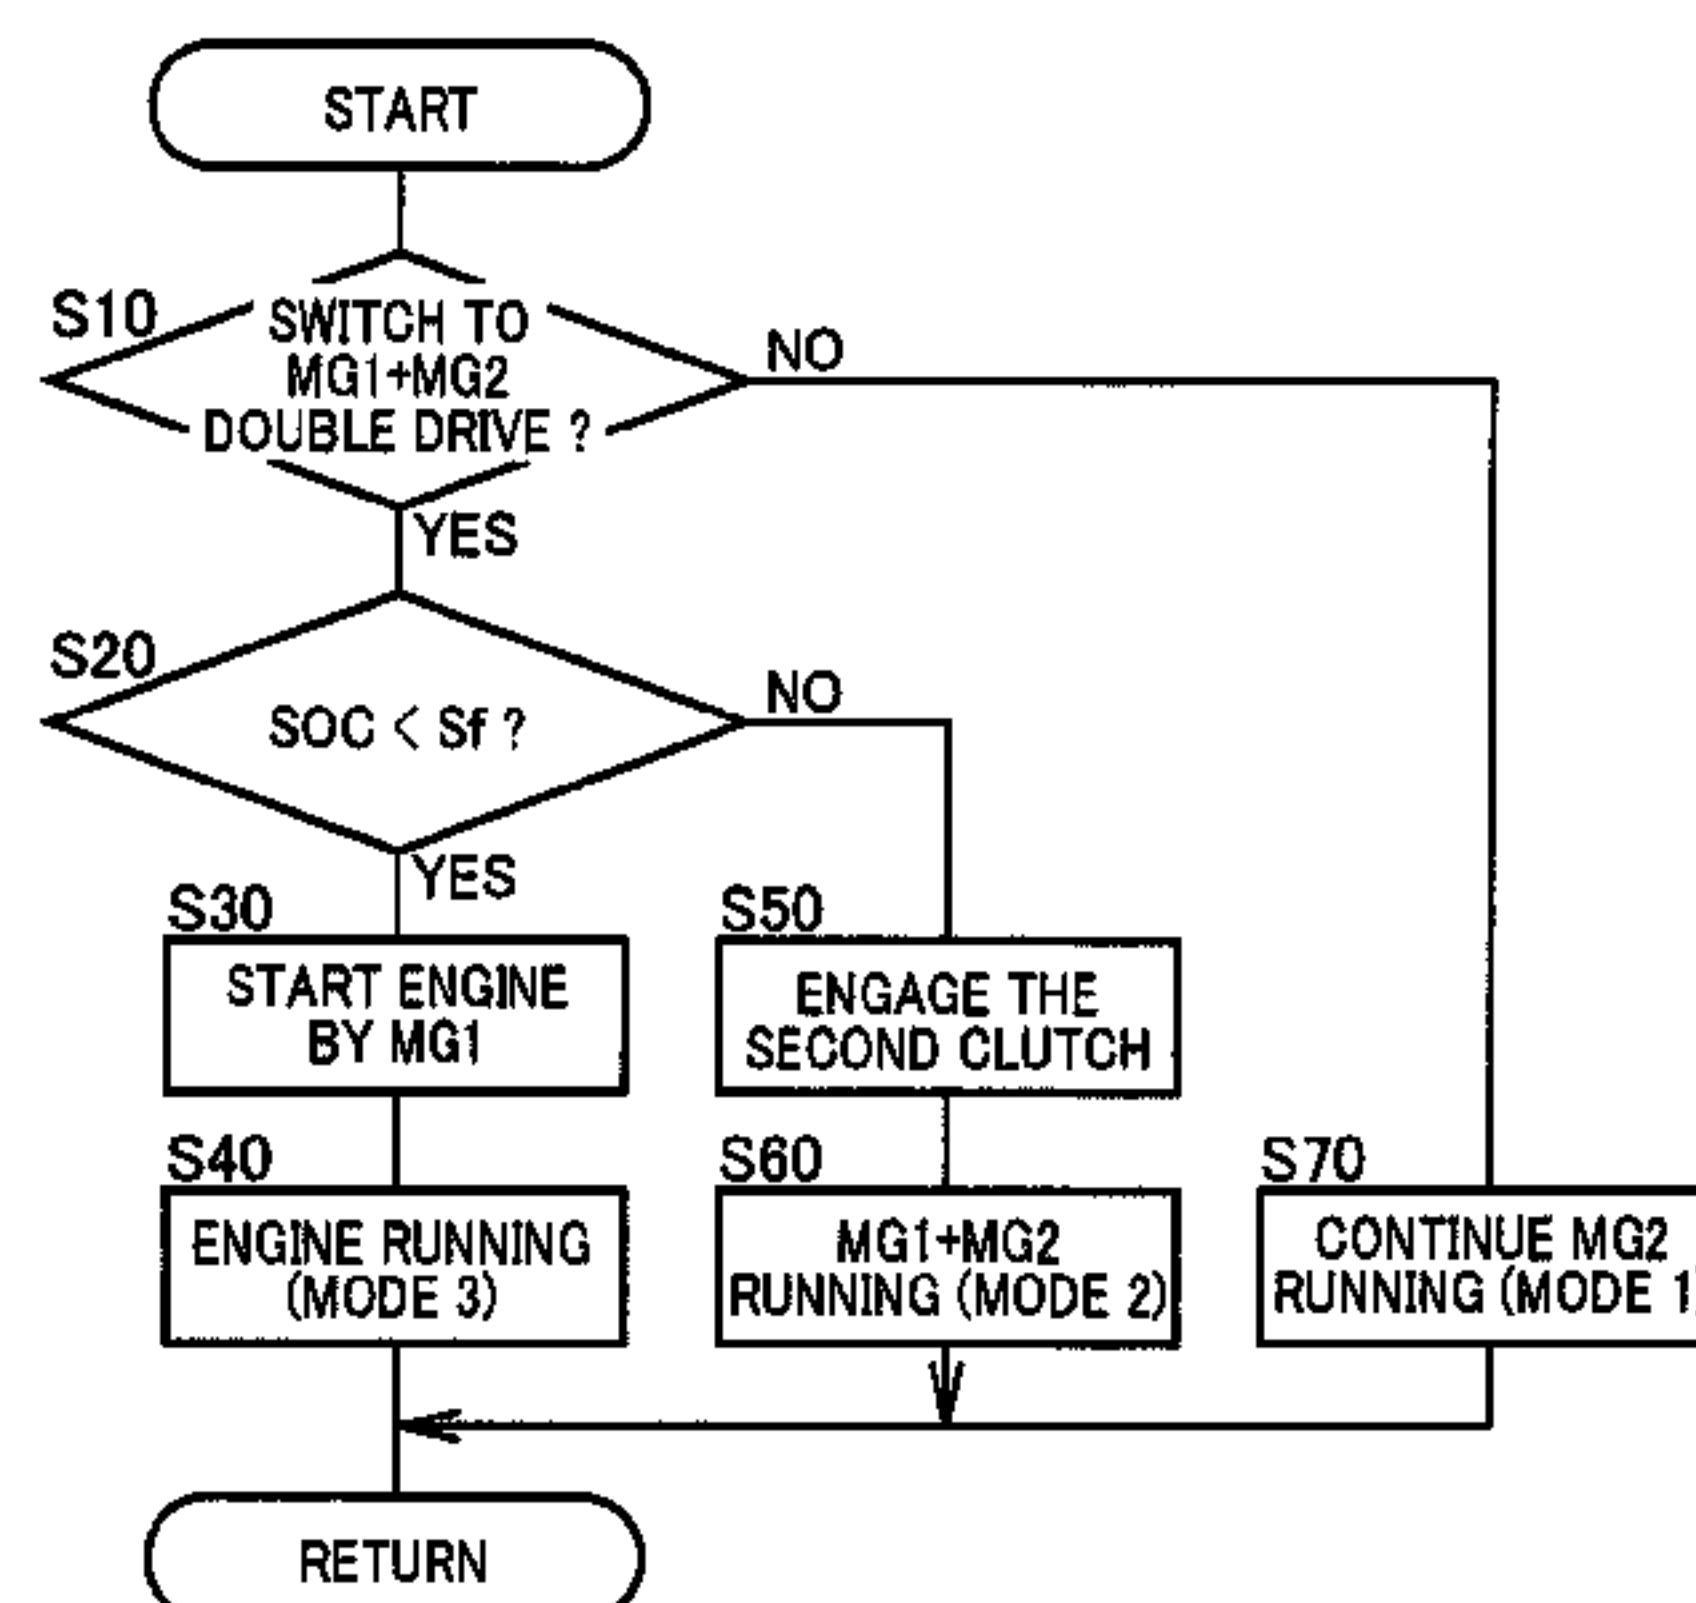 START
S10
SWITCH TO
MG1+MG2
DOUBLE DRIVE ?
NO
YES
S20
SOC < Sf ?
NO
YES
S30
START ENGINE
BY MG1
S50
ENGAGE THE
SECOND CLUTCH
S40
ENGINE RUNNING
(MODE 3)
S60
MG1+MG2
RUNNING (MODE 2)
S70
CONTINUE MG2
RUNNING (MODE 1)
RETURN